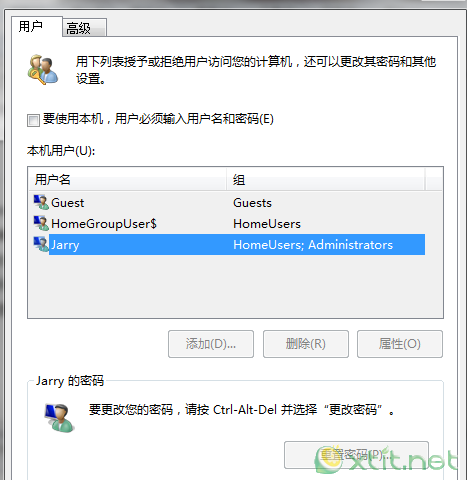 用户 高级
用下列表授予或拒绝用户访问您的计算机，还可以更改其密码和其他
设置。
要使用本机，用户必须输入用户名和密码(E)
本机用户(U):
用户名 组
Guest Guests
HomeGroupUser$ HomeUsers
Jarry HomeUsers; Administrators
添加(D)... 删除(R) 属性(O)
Jarry 的密码
要更改您的密码，请按 Ctrl-Alt-Del 并选择“更改密码”。
重置密码(P)...
xtit.net